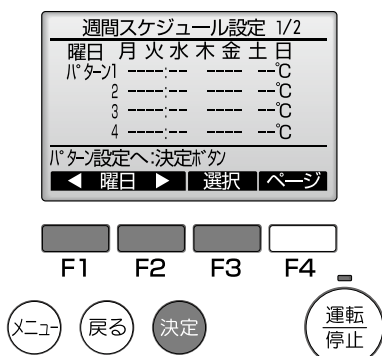 週間スケジュール設定 1/2
曜日 月 火 水 木 金 土 日
パターン1 ----:-- ---- --℃
2 ----:-- ---- --℃
3 ----:-- ---- --℃
4 ----:-- ---- --℃
パターン設定へ:決定ボタン
◀ 曜日 ▶ 選択 ページ
F1 F2 F3 F4
メニュー 戻る 決定 運転
停止